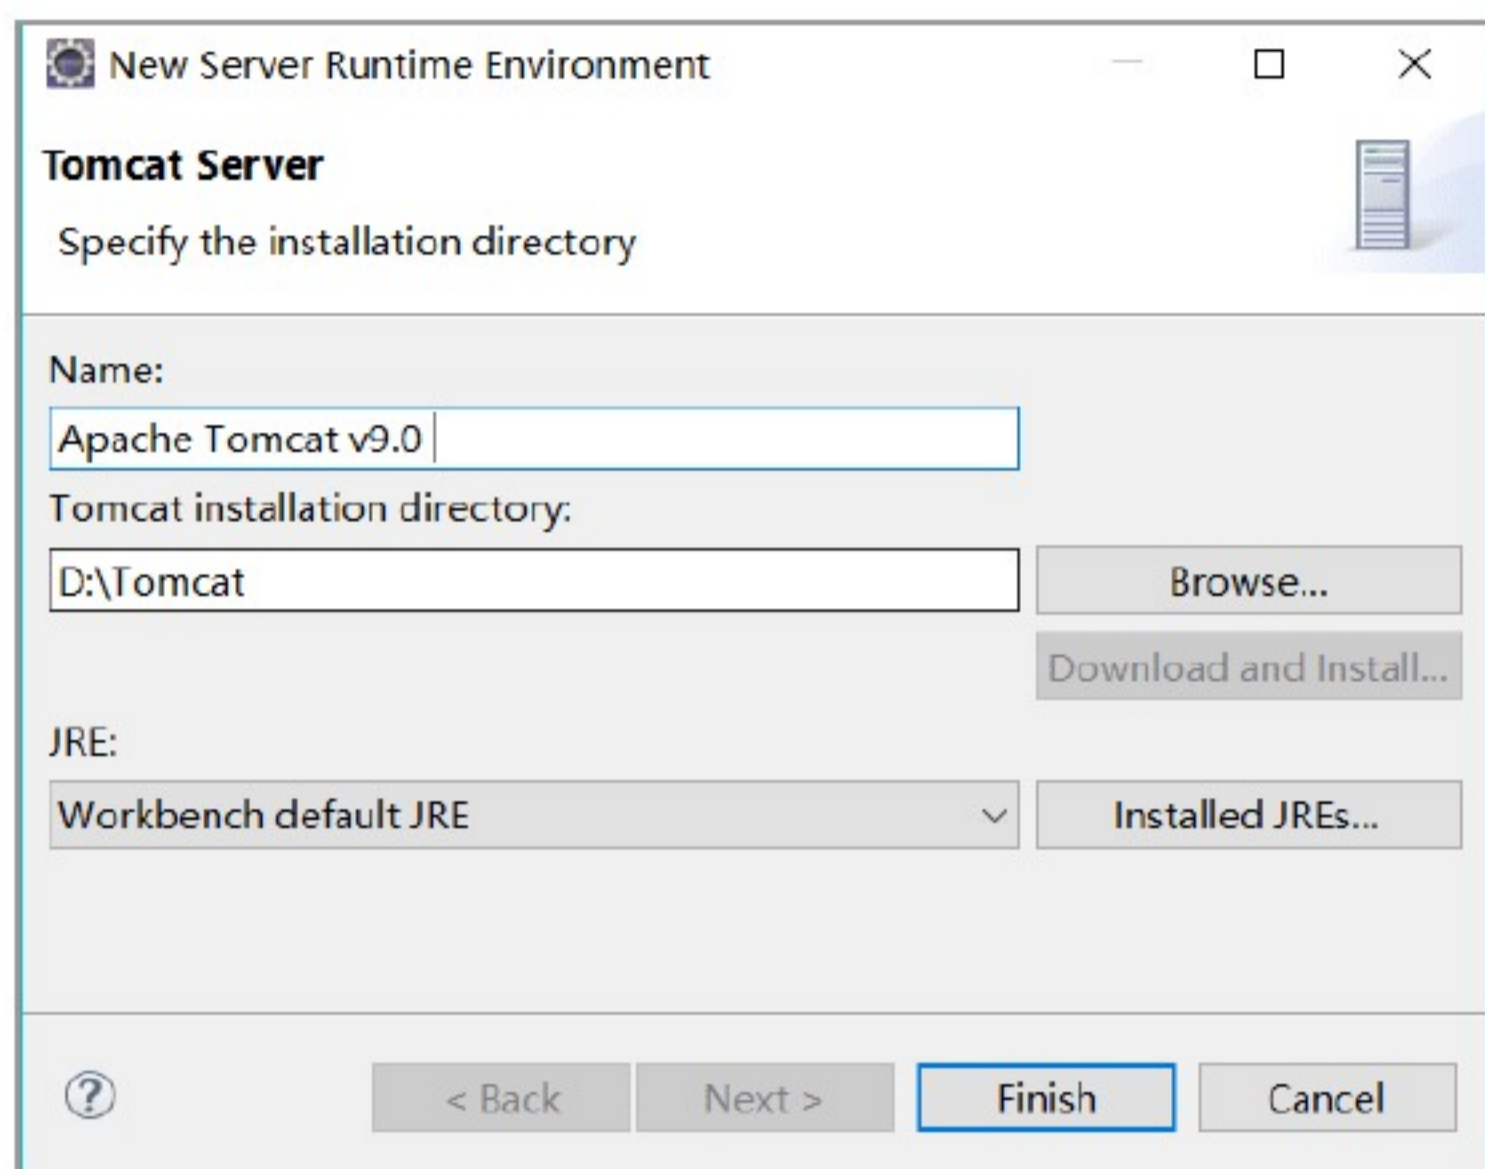 New Server Runtime Environment
Tomcat Server
Specify the installation directory
Name:
Apache Tomcat v9.0
Tomcat installation directory:
D:\Tomcat
Browse...
Download and Install...
JRE:
Workbench default JRE
Installed JREs...
? < Back Next > Finish Cancel